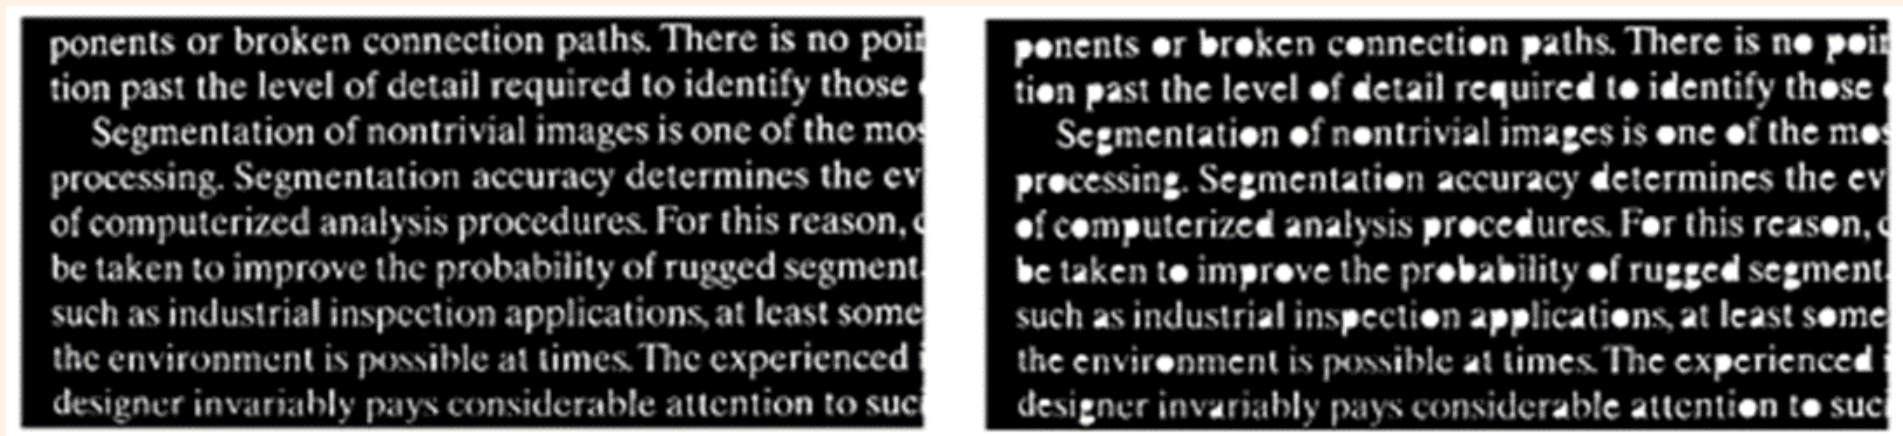 ponents or broken connection paths. There is no poin
tion past the level of detail required to identify those
Segmentation of nontrivial images is one of the mos
processing. Segmentation accuracy determines the ev
of computerized analysis procedures. For this reason, c
be taken to improve the probability of rugged segment
such as industrial inspection applications, at least some
the environment is possible at times. The experienced i
designer invariably pays considerable attention to suc
ponents or broken connection paths. There is no poin
tion past the level of detail required to identify those
Segmentation of nontrivial images is one of the mos
processing. Segmentation accuracy determines the ev
of computerized analysis procedures. For this reason, c
be taken to improve the probability of rugged segment
such as industrial inspection applications, at least some
the environment is possible at times. The experienced i
designer invariably pays considerable attention to suc